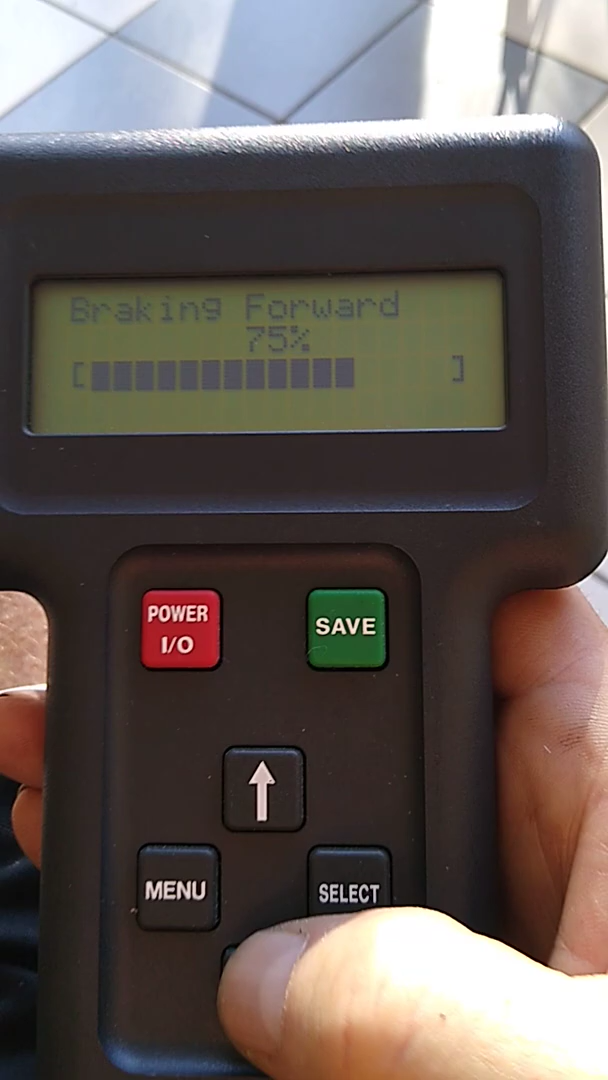 Braking Forward
75%
[ ]
POWER
I/O
SAVE
MENU
SELECT